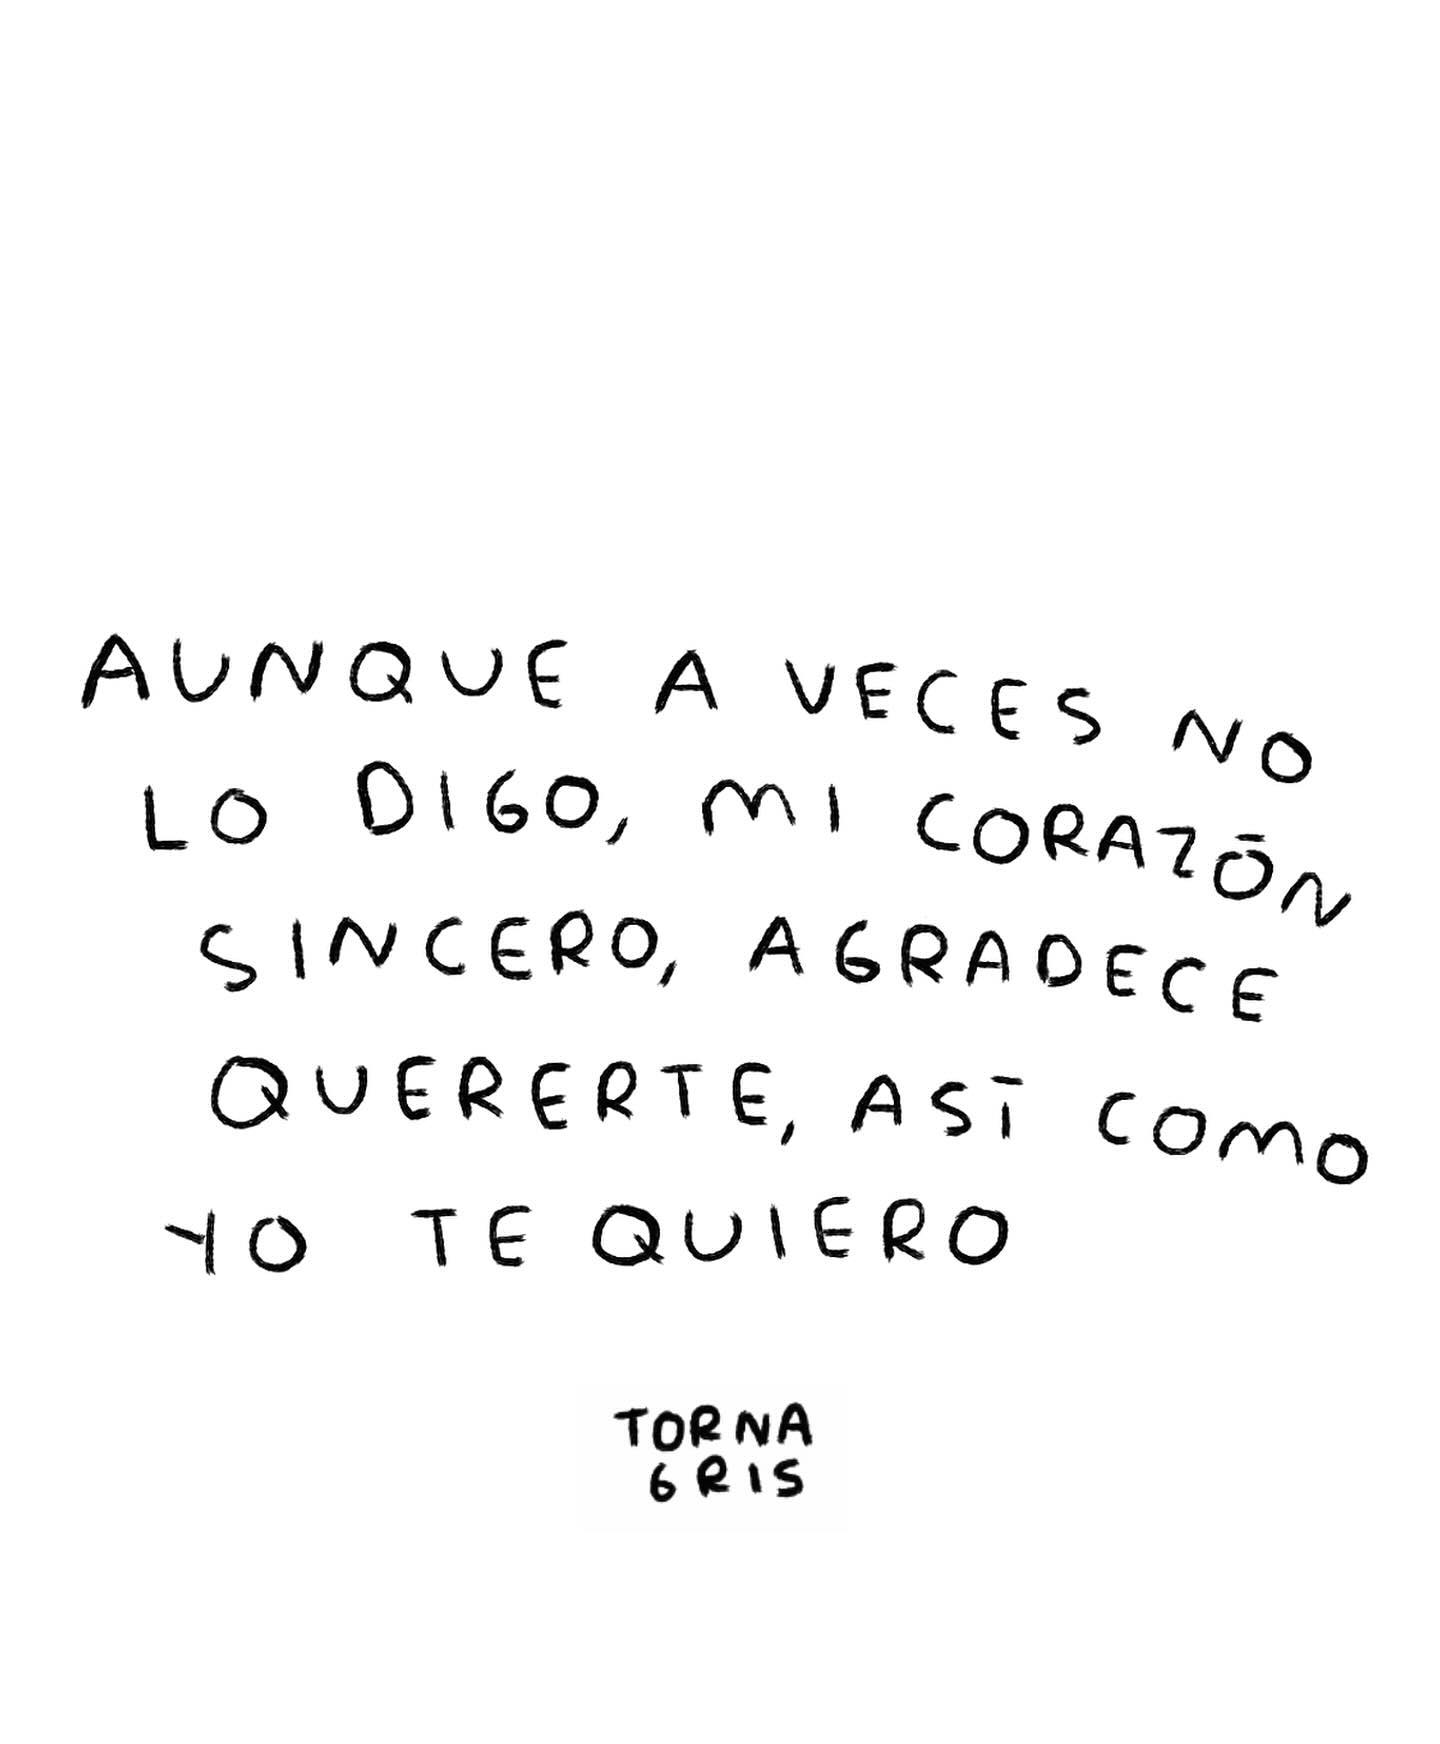 AUNQUE A VECES NO
LO DIGO, MI CORAZÓN
SINCERO, AGRADECE
QUERERTE, ASÍ COMO
YO TE QUIERO
TORNA
GRIS